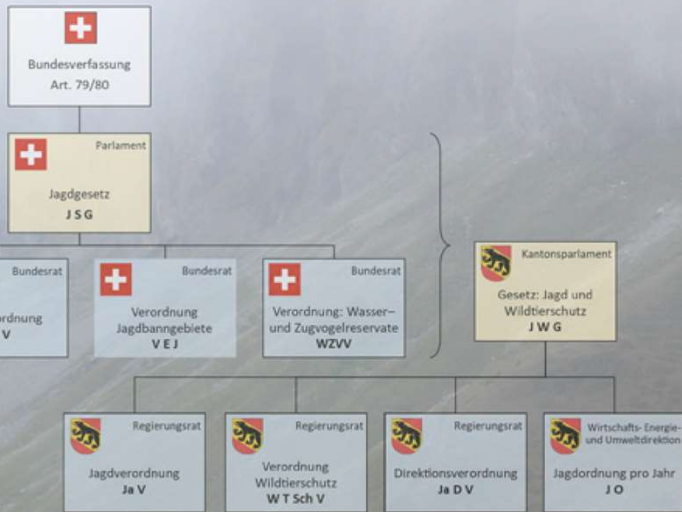 Bundesverfassung
Art. 79/80
Parlament
Jagdgesetz
J S G
Bundesrat
ordnung
V
Bundesrat
Verordnung
Jagdbanngebiete
V E J
Bundesrat
Verordnung: Wasser–
und Zugvogelreservate
WZVV
Kantonsparlament
Gesetz: Jagd und
Wildtierschutz
J W G
Regierungsrat
Jagdverordnung
Ja V
Regierungsrat
Verordnung
Wildtierschutz
W T Sch V
Regierungsrat
Direktionsverordnung
Ja D V
Wirtschafts- Energie-
und Umweltdirektion
Jagdordnung pro Jahr
J O